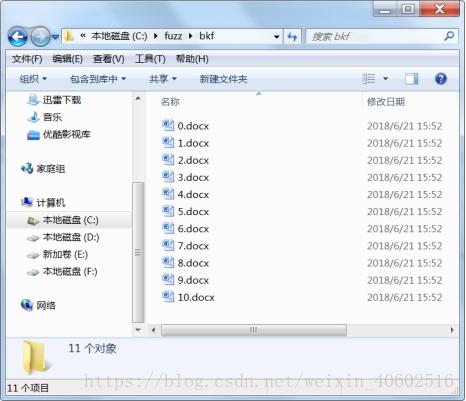 « 本地磁盘 (C:) ▸ fuzz ▸ bkf
搜索 bkf
文件(F) 编辑(E) 查看(V) 工具(T) 帮助(H)
组织 包含到库中 共享 新建文件夹
名称 修改日期
迅雷下载
音乐
优酷影视库
家庭组
计算机
本地磁盘 (C:)
本地磁盘 (D:)
新加卷 (E:)
本地磁盘 (F:)
网络
0.docx 2018/6/21 15:52
1.docx 2018/6/21 15:52
2.docx 2018/6/21 15:52
3.docx 2018/6/21 15:52
4.docx 2018/6/21 15:52
5.docx 2018/6/21 15:52
6.docx 2018/6/21 15:52
7.docx 2018/6/21 15:52
8.docx 2018/6/21 15:52
9.docx 2018/6/21 15:52
10.docx 2018/6/21 15:52
11 个对象
11 个项目
https://blog.csdn.net/weixin_40602516